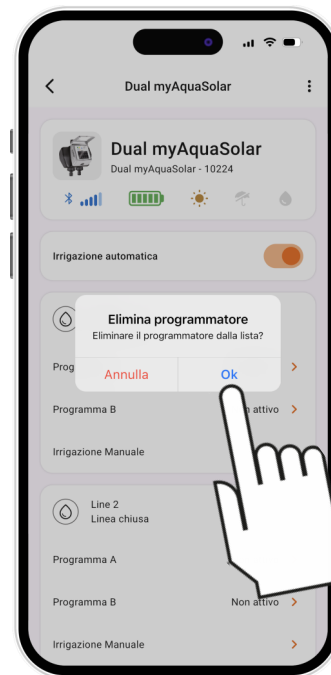 Dual myAquaSolar
Dual myAquaSolar
Dual myAquaSolar - 10224
Irrigazione automatica
Elimina programmatore
Eliminare il programmatore dalla lista?
Annulla Ok
Programma B attivo
Irrigazione Manuale
Line 2
Linea chiusa
Programma A
Programma B Non attivo
Irrigazione Manuale